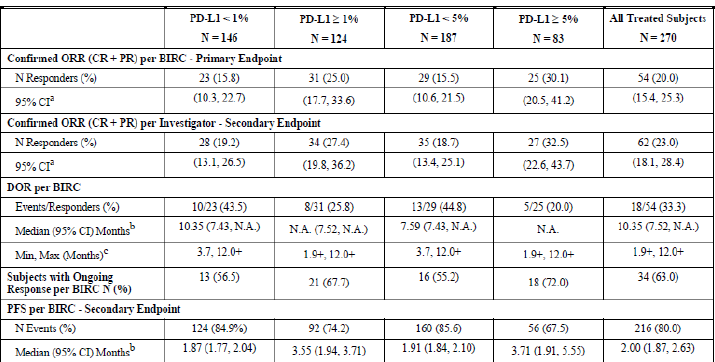 PD-L1 < 1% PD-L1 ≥ 1% PD-L1 < 5% PD-L1 ≥ 5% All Treated Subjects
N = 146 N = 124 N = 187 N = 83 N = 270
Confirmed ORR (CR + PR) per BIRC - Primary Endpoint
N Responders (%) 23 (15.8) 31 (25.0) 29 (15.5) 25 (30.1) 54 (20.0)
95% CIa (10.3, 22.7) (17.7, 33.6) (10.6, 21.5) (20.5, 41.2) (15.4, 25.3)
Confirmed ORR (CR + PR) per Investigator - Secondary Endpoint
N Responders (%) 28 (19.2) 34 (27.4) 35 (18.7) 27 (32.5) 62 (23.0)
95% CIa (13.1, 26.5) (19.8, 36.2) (13.4, 25.1) (22.6, 43.7) (18.1, 28.4)
DOR per BIRC
Events/Responders (%) 10/23 (43.5) 8/31 (25.8) 13/29 (44.8) 5/25 (20.0) 18/54 (33.3)
Median (95% CI) Monthsb 10.35 (7.43, N.A.) N.A. (7.52, N.A.) 7.59 (7.43, N.A.) N.A. 10.35 (7.52, N.A.)
Min, Max (Months)c 3.7, 12.0+ 1.9+, 12.0+ 3.7, 12.0+ 1.9+, 12.0+ 1.9+, 12.0+
Subjects with Ongoing
Response per BIRC N (%) 13 (56.5) 21 (67.7) 16 (55.2) 18 (72.0) 34 (63.0)
PFS per BIRC - Secondary Endpoint
N Events (%) 124 (84.9%) 92 (74.2) 160 (85.6) 56 (67.5) 216 (80.0)
Median (95% CI) Monthsb 1.87 (1.77, 2.04) 3.55 (1.94, 3.71) 1.91 (1.84, 2.10) 3.71 (1.91, 5.55) 2.00 (1.87, 2.63)